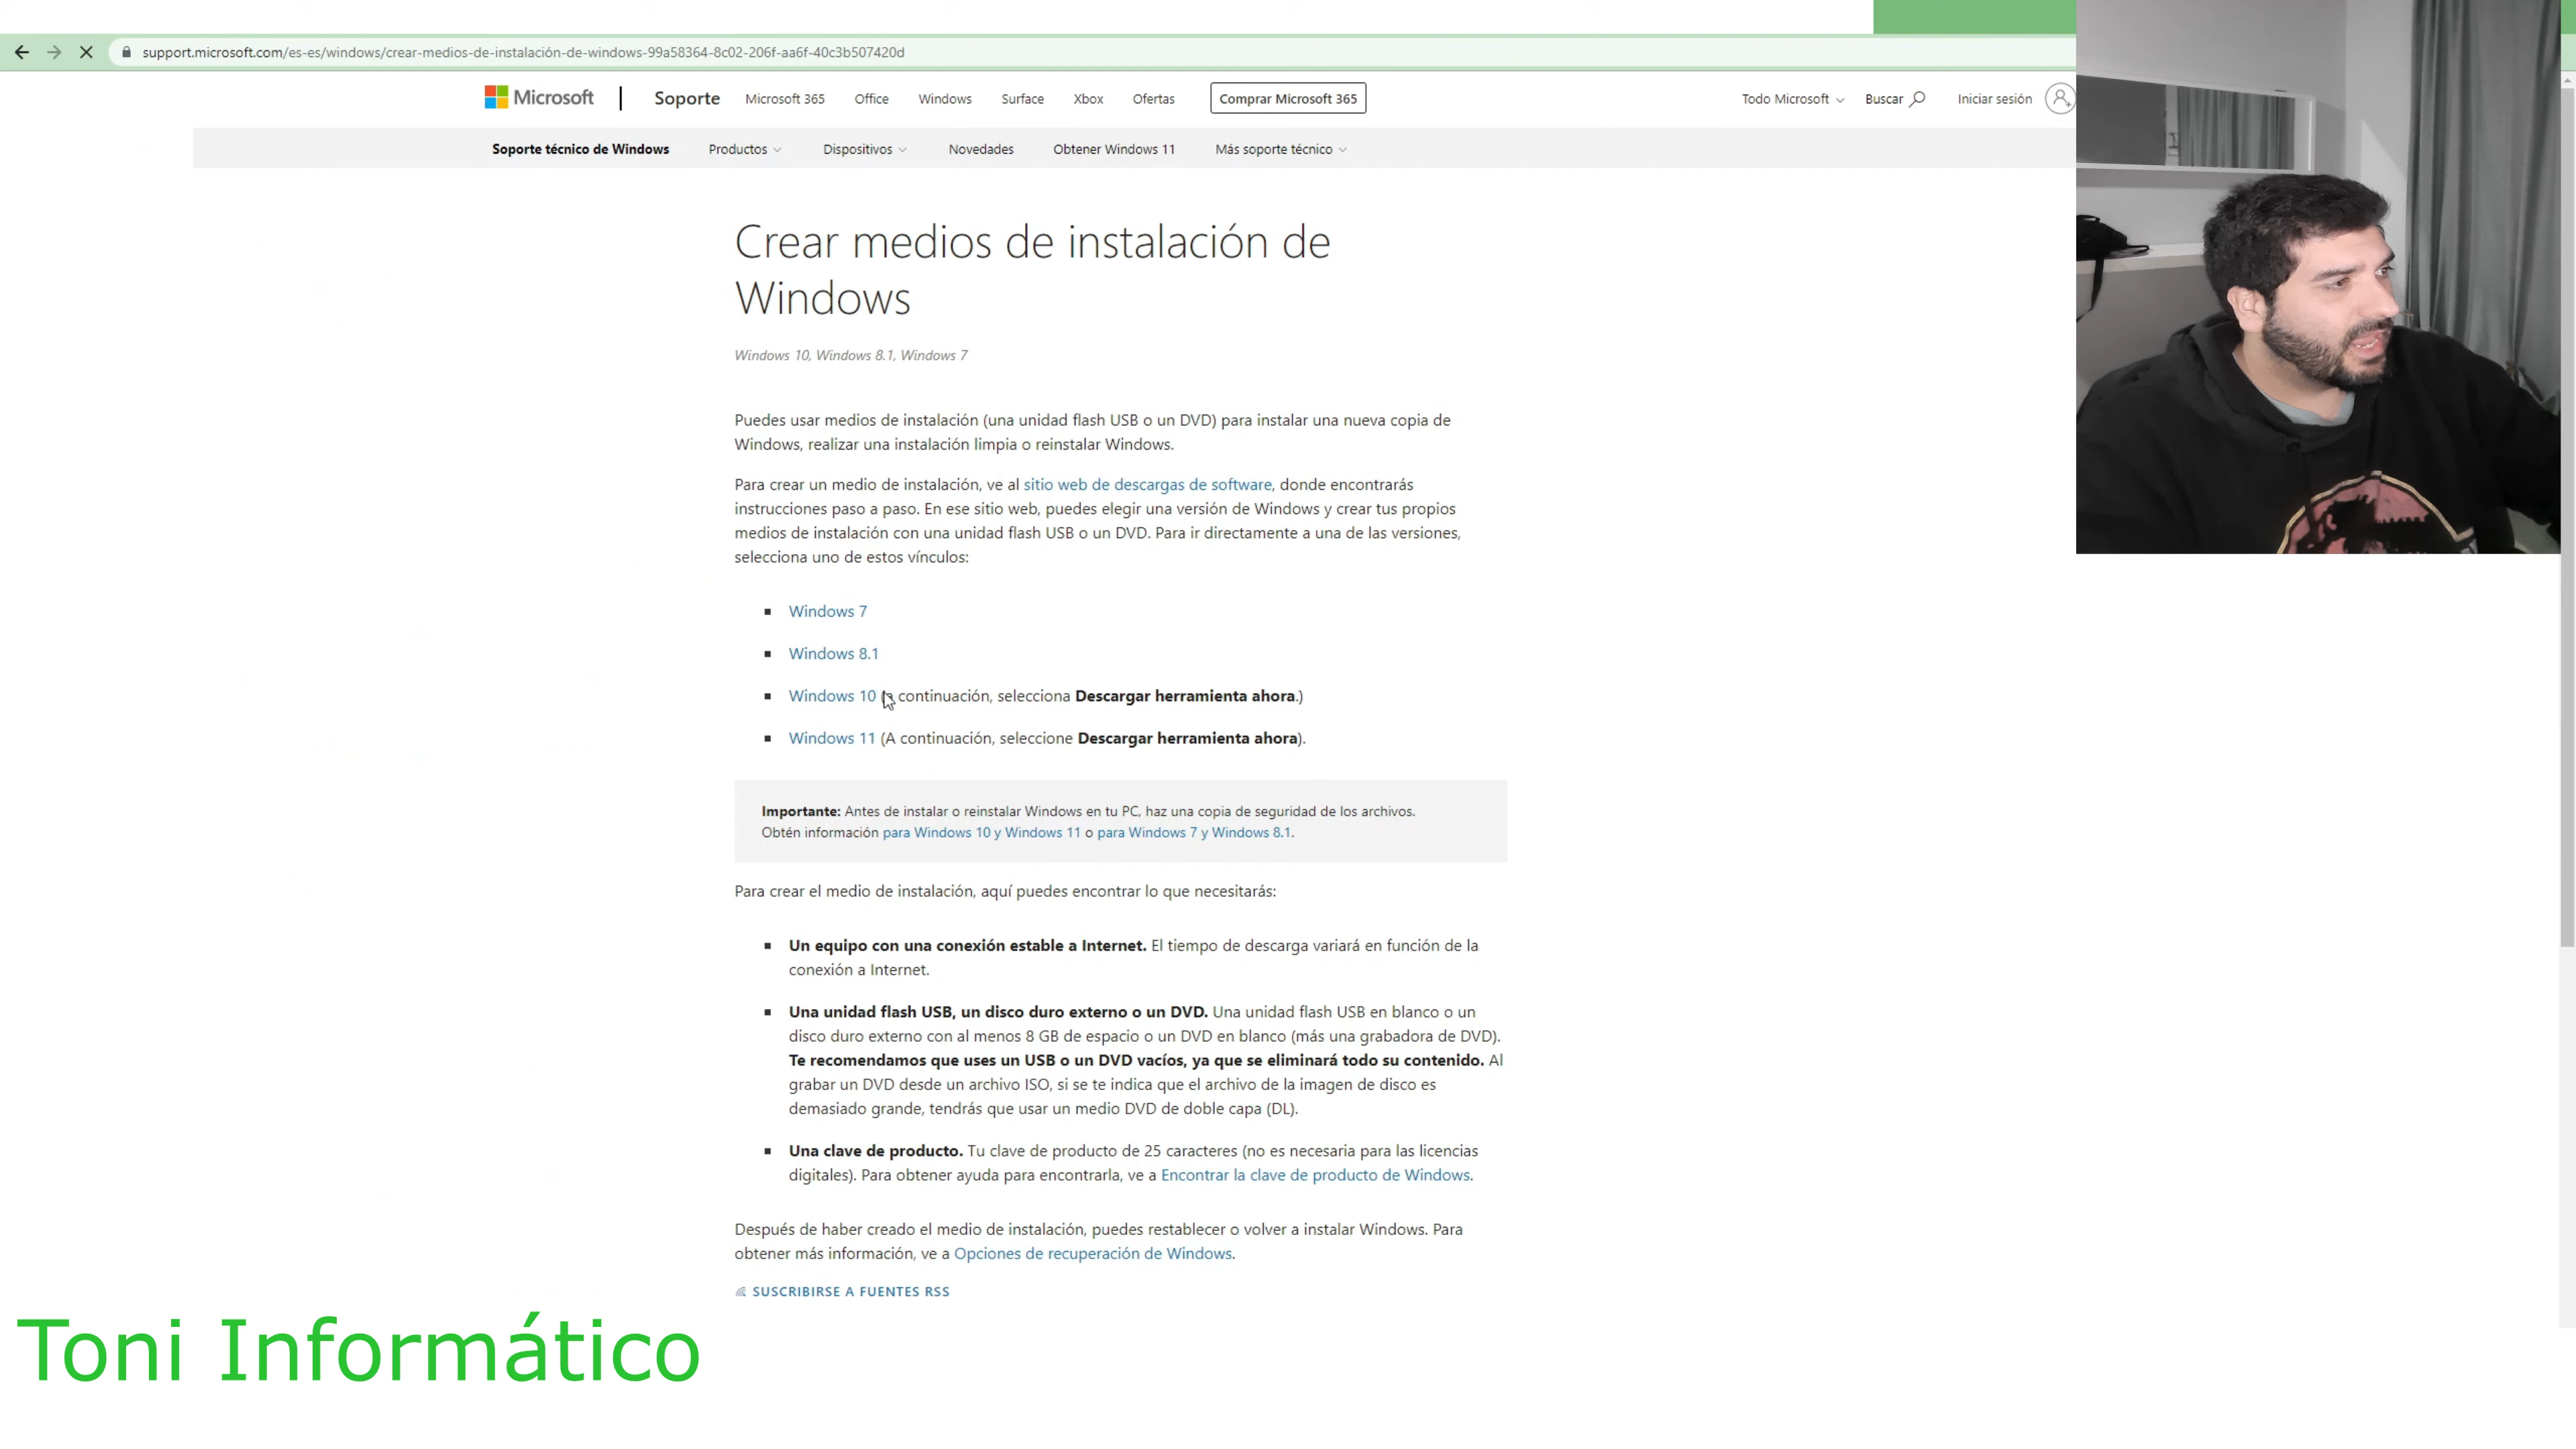 support.microsoft.com/es-es/windows/crear-medios-de-instalación-de-windows-99a58364-8c02-206f-aa6f-40c3b507420d
Microsoft | Soporte Microsoft 365 Office Windows Surface Xbox Ofertas Comprar Microsoft 365 Todo Microsoft Buscar Iniciar sesión
Soporte técnico de Windows Productos Dispositivos Novedades Obtener Windows 11 Más soporte técnico
Crear medios de instalación de
Windows
Windows 10, Windows 8.1, Windows 7
Puedes usar medios de instalación (una unidad flash USB o un DVD) para instalar una nueva copia de
Windows, realizar una instalación limpia o reinstalar Windows.
Para crear un medio de instalación, ve al sitio web de descargas de software, donde encontrarás
instrucciones paso a paso. En ese sitio web, puedes elegir una versión de Windows y crear tus propios
medios de instalación con una unidad flash USB o un DVD. Para ir directamente a una de las versiones,
selecciona uno de estos vínculos:
Windows 7
Windows 8.1
Windows 10 (a continuación, selecciona Descargar herramienta ahora.)
Windows 11 (A continuación, seleccione Descargar herramienta ahora).
Importante: Antes de instalar o reinstalar Windows en tu PC, haz una copia de seguridad de los archivos.
Obtén información para Windows 10 y Windows 11 o para Windows 7 y Windows 8.1.
Para crear el medio de instalación, aquí puedes encontrar lo que necesitarás:
Un equipo con una conexión estable a Internet. El tiempo de descarga variará en función de la
conexión a Internet.
Una unidad flash USB, un disco duro externo o un DVD. Una unidad flash USB en blanco o un
disco duro externo con al menos 8 GB de espacio o un DVD en blanco (más una grabadora de DVD).
Te recomendamos que uses un USB o un DVD vacíos, ya que se eliminará todo su contenido. Al
grabar un DVD desde un archivo ISO, si se te indica que el archivo de la imagen de disco es
demasiado grande, tendrás que usar un medio DVD de doble capa (DL).
Una clave de producto. Tu clave de producto de 25 caracteres (no es necesaria para las licencias
digitales). Para obtener ayuda para encontrarla, ve a Encontrar la clave de producto de Windows.
Después de haber creado el medio de instalación, puedes restablecer o volver a instalar Windows. Para
obtener más información, ve a Opciones de recuperación de Windows.
SUSCRIBIRSE A FUENTES RSS
Toni Informático